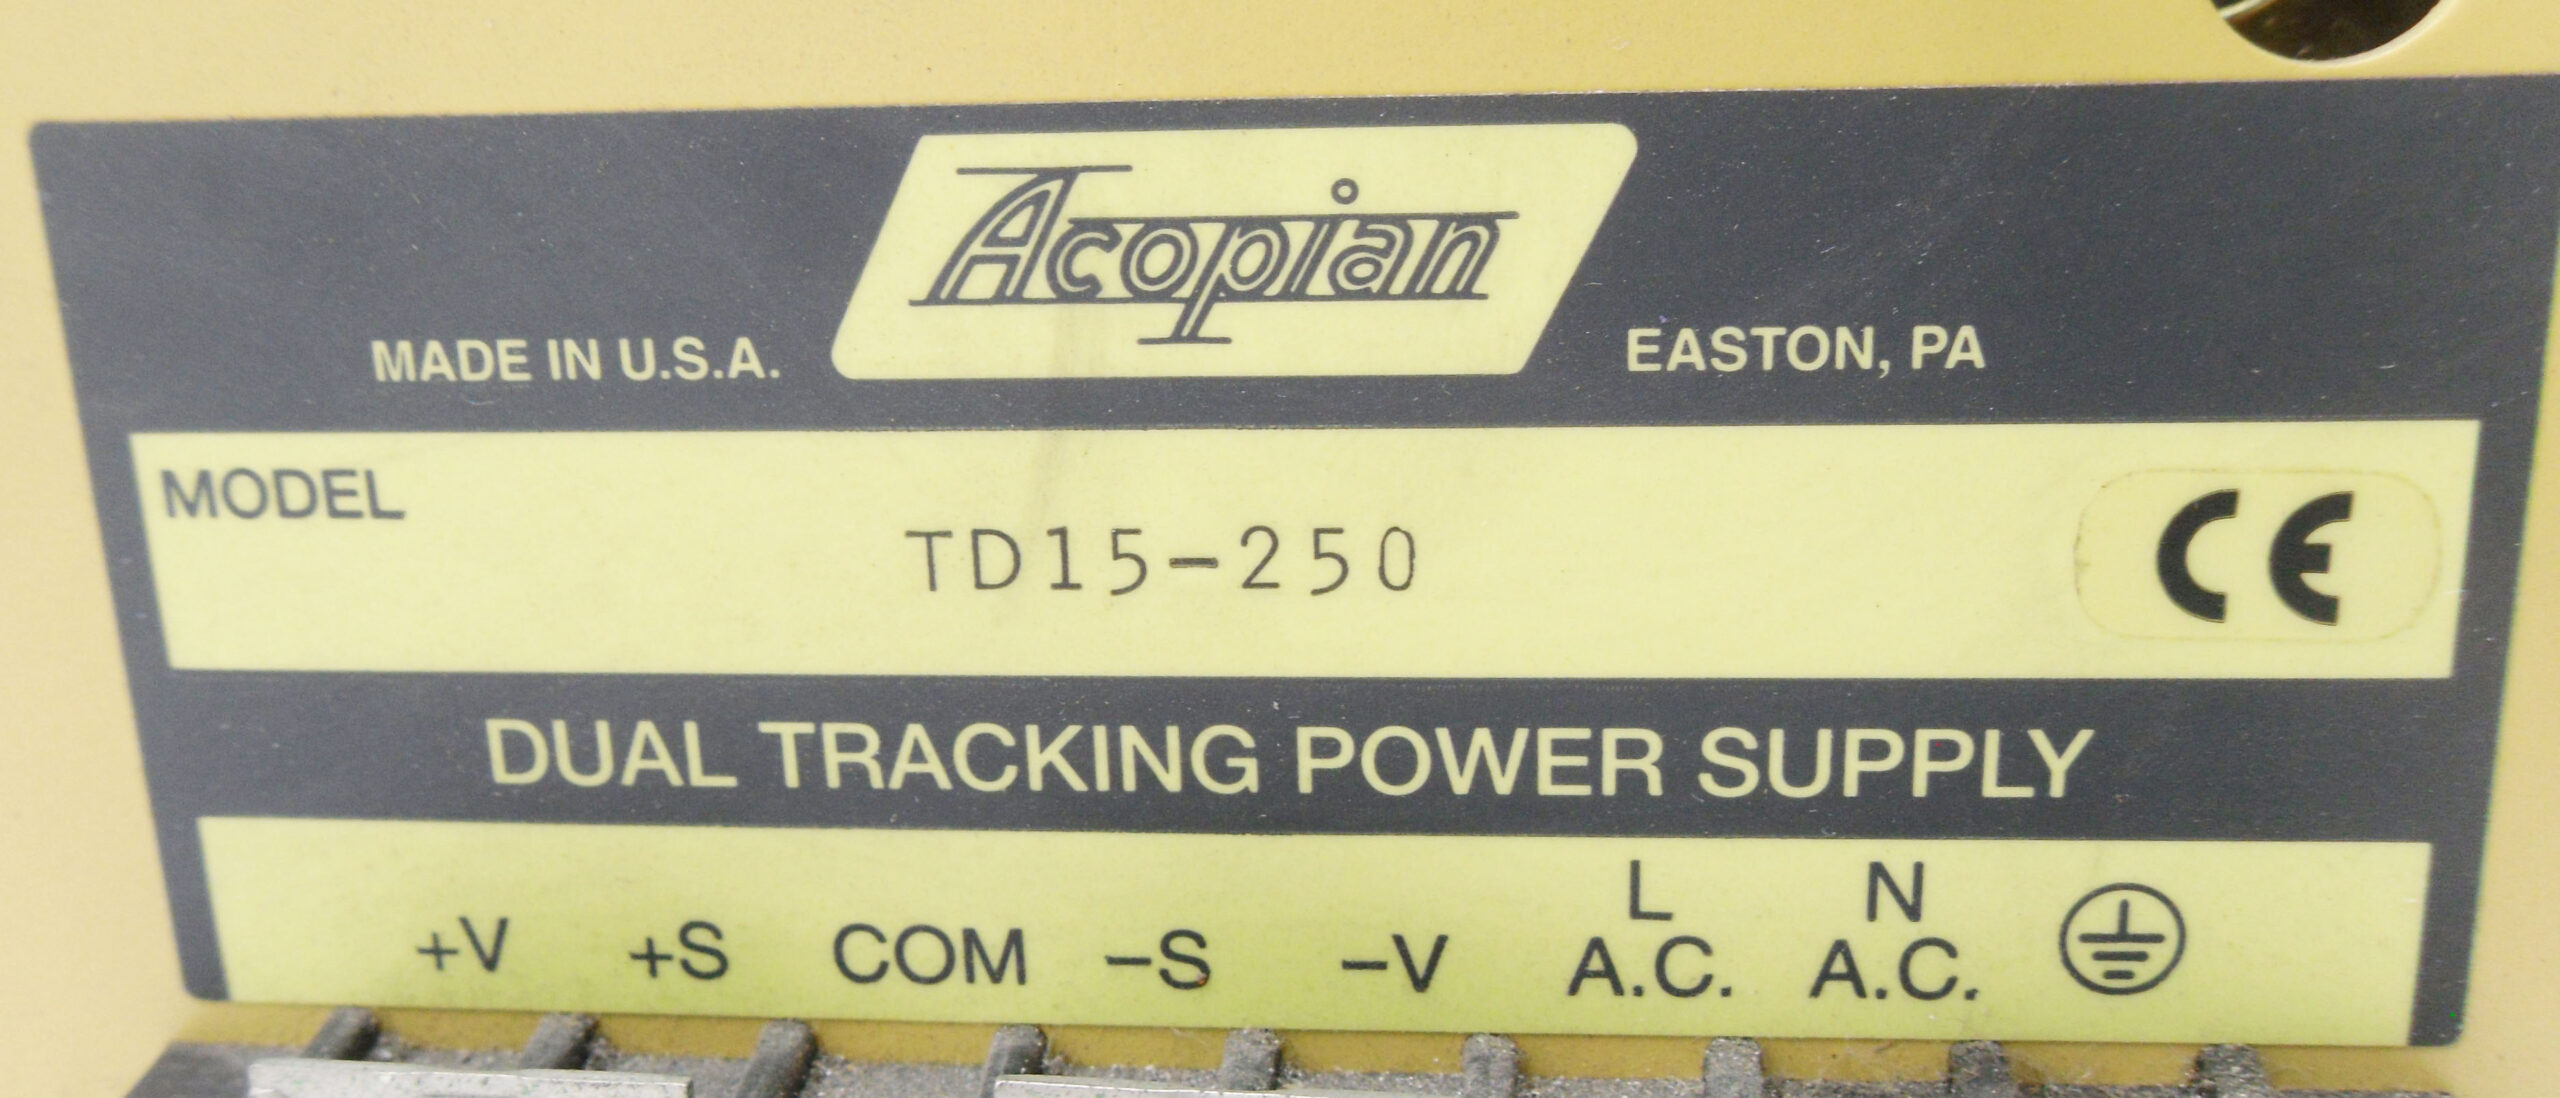 Acopian
MADE IN U.S.A.
EASTON, PA
MODEL
TD15-250
CE
DUAL TRACKING POWER SUPPLY
+V +S COM –S –V L A.C. N A.C.